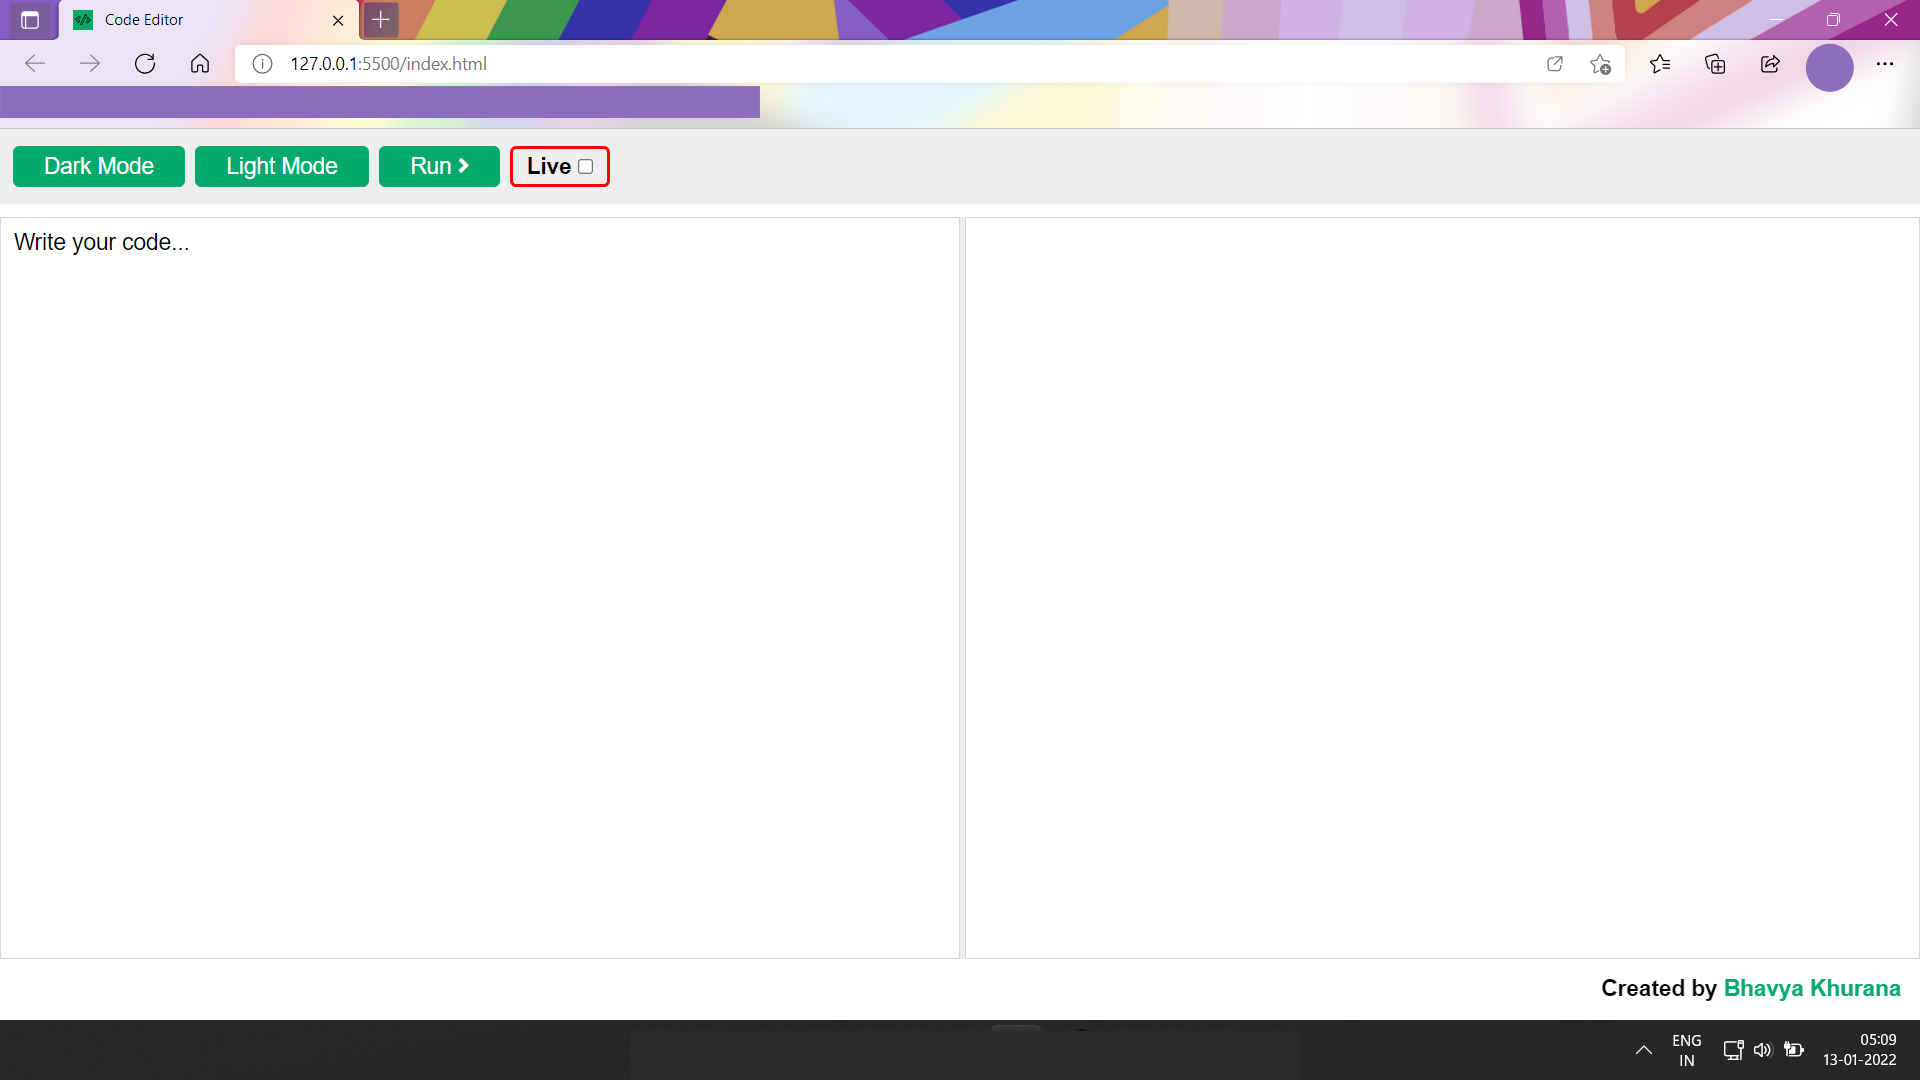 Code Editor
127.0.0.1:5500/index.html
Dark Mode
Light Mode
Run
Live
Write your code...
Created by Bhavya Khurana
ENG
IN
05:09
13-01-2022